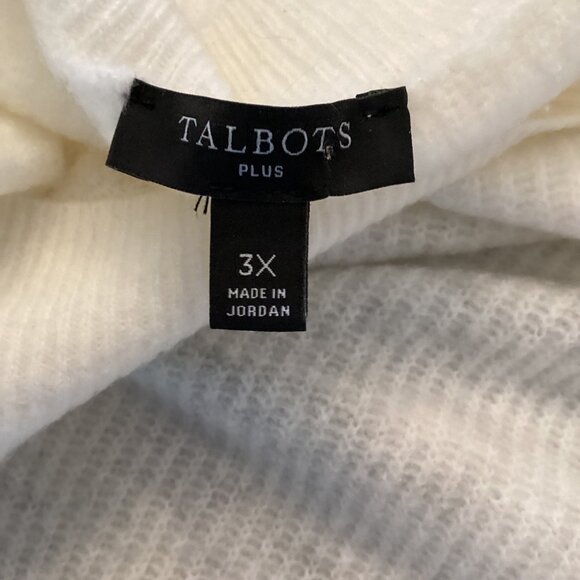 TALBOTS
PLUS
3X
MADE IN
JORDAN